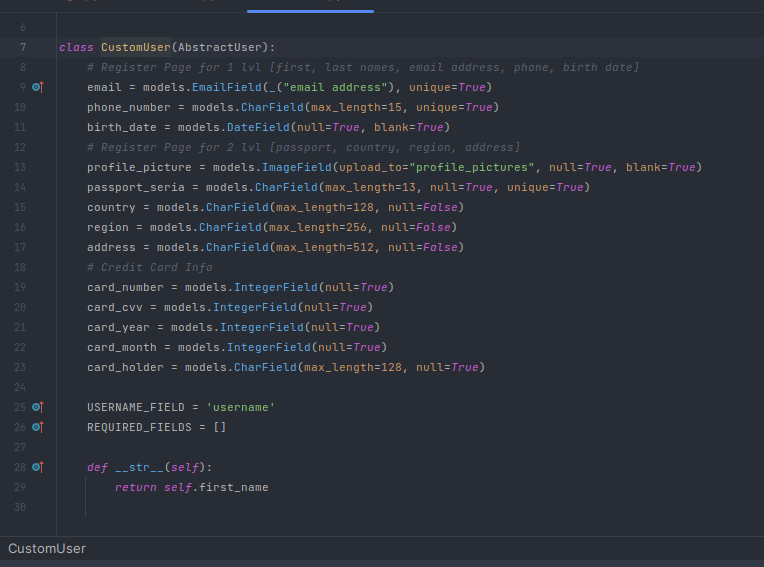 6
7 class CustomUser(AbstractUser):
8 # Register Page for 1 lvl [first, last names, email address, phone, birth date]
9 email = models.EmailField(_("email address"), unique=True)
10 phone_number = models.CharField(max_length=15, unique=True)
11 birth_date = models.DateField(null=True, blank=True)
12 # Register Page for 2 lvl [passport, country, region, address]
13 profile_picture = models.ImageField(upload_to="profile_pictures", null=True, blank=True)
14 passport_seria = models.CharField(max_length=13, null=True, unique=True)
15 country = models.CharField(max_length=128, null=False)
16 region = models.CharField(max_length=256, null=False)
17 address = models.CharField(max_length=512, null=False)
18 # Credit Card Info
19 card_number = models.IntegerField(null=True)
20 card_cvv = models.IntegerField(null=True)
21 card_year = models.IntegerField(null=True)
22 card_month = models.IntegerField(null=True)
23 card_holder = models.CharField(max_length=128, null=True)
24
25 USERNAME_FIELD = 'username'
26 REQUIRED_FIELDS = []
27
28 def __str__(self):
29 return self.first_name
30
CustomUser